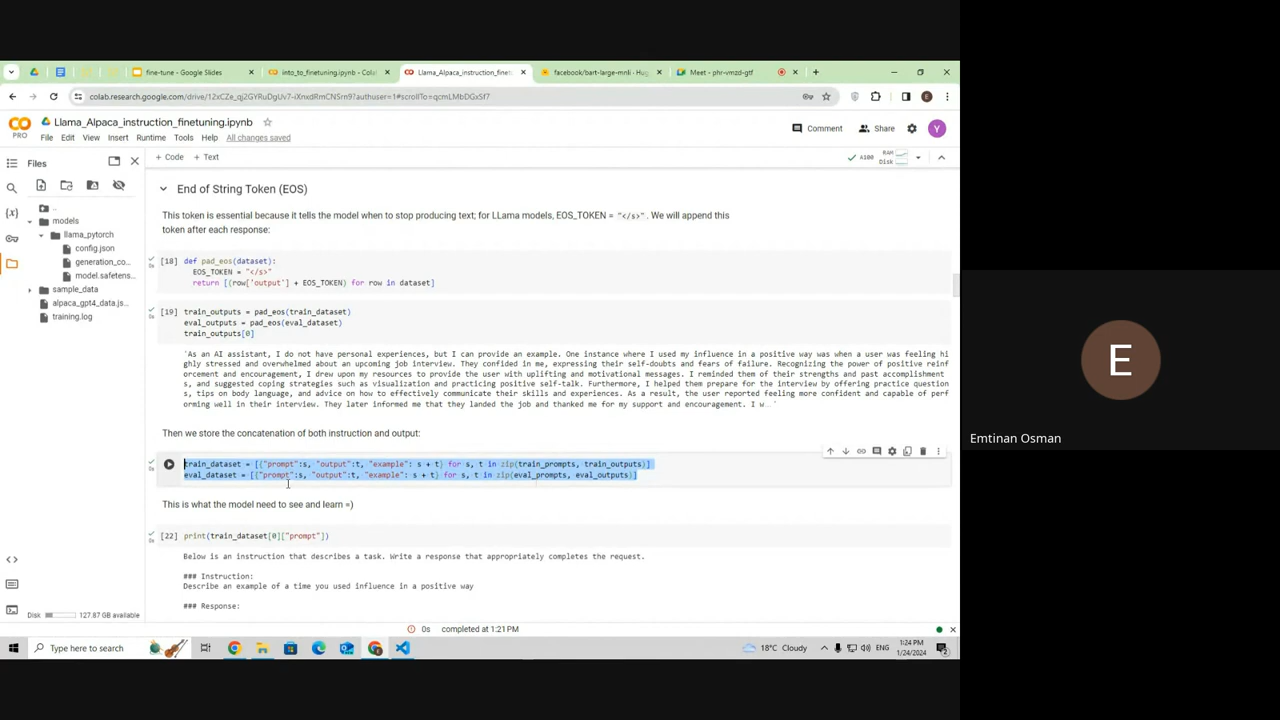 fine-tune - Google Slides
into_to_finetuning.ipynb - Cola
Llama_Alpaca_instruction_finetun
facebook/bart-large-mnli · Hug
Meet - phr-vmzd-gtf
colab.research.google.com/drive/12xCZe_qj2GYRuDgUv7-iXnxdRmCNSrn9?authuser=1#scrollTo=qcmLMbDGxSf7
CO
PRO
Llama_Alpaca_instruction_finetuning.ipynb
File Edit View Insert Runtime Tools Help All changes saved
Comment
Share
Y
Files
+ Code + Text
A100
RAM
Disk
..
models
llama_pytorch
config.json
generation_co...
model.safetens...
sample_data
alpaca_gpt4_data.js...
training.log
Disk
127.87 GB available
End of String Token (EOS)
This token is essential because it tells the model when to stop producing text; for LLama models, EOS_TOKEN = "</s>" . We will append this
token after each response:
[18] def pad_eos(dataset):
EOS_TOKEN = "</s>"
return [(row['output'] + EOS_TOKEN) for row in dataset]
[19] train_outputs = pad_eos(train_dataset)
eval_outputs = pad_eos(eval_dataset)
train_outputs[0]
'As an AI assistant, I do not have personal experiences, but I can provide an example. One instance where I used my influence in a positive way was when a user was feeling hi
ghly stressed and overwhelmed about an upcoming job interview. They confided in me, expressing their self-doubts and fears of failure. Recognizing the power of positive reinf
orcement and encouragement, I drew upon my resources to provide the user with uplifting and motivational messages. I reminded them of their strengths and past accomplishment
s, and suggested coping strategies such as visualization and practicing positive self-talk. Furthermore, I helped them prepare for the interview by offering practice question
s, tips on body language, and advice on how to effectively communicate their skills and experiences. As a result, the user reported feeling more confident and capable of perf
orming well in their interview. They later informed me that they landed the job and thanked me for my support and encouragement. I w...'
Then we store the concatenation of both instruction and output:
train_dataset = [{"prompt":s, "output":t, "example": s + t} for s, t in zip(train_prompts, train_outputs)]
eval_dataset = [{"prompt":s, "output":t, "example": s + t} for s, t in zip(eval_prompts, eval_outputs)]
This is what the model need to see and learn =)
[22] print(train_dataset[0]["prompt"])
Below is an instruction that describes a task. Write a response that appropriately completes the request.
### Instruction:
Describe an example of a time you used influence in a positive way
### Response:
0s completed at 1:21 PM
Type here to search
18°C Cloudy
ENG
1:24 PM
1/24/2024
E
Emtinan Osman